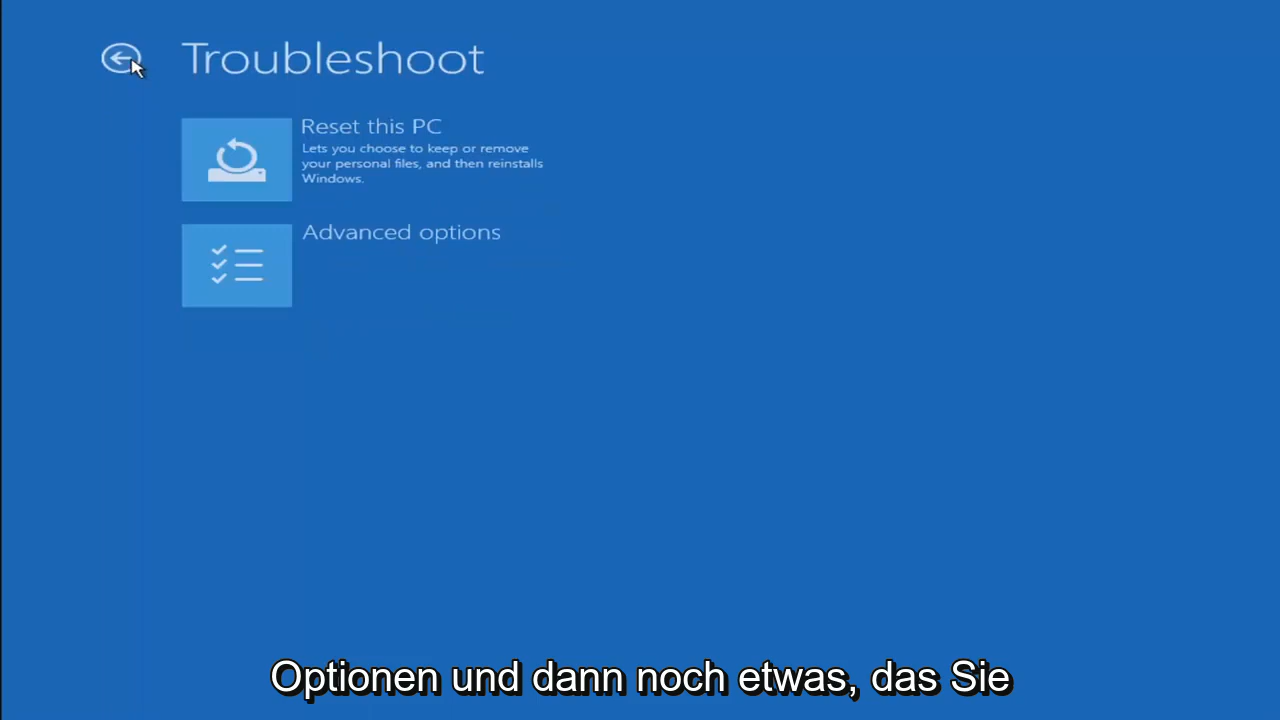 Troubleshoot
Reset this PC
Lets you choose to keep or remove
your personal files, and then reinstalls
Windows.
Advanced options
Optionen und dann noch etwas, das Sie